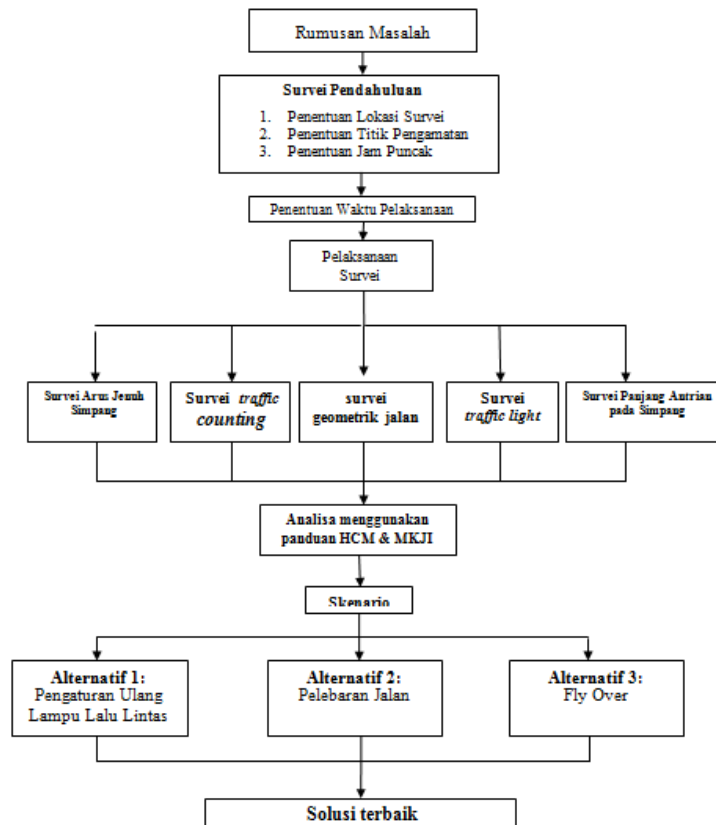 Rumusan Masalah
Survei Pendahuluan
1. Penentuan Lokasi Survei
2. Penentuan Titik Pengamatan
3. Penentuan Jam Puncak
Penentuan Waktu Pelaksanaan
Pelaksanaan
Survei
Survei Arus Jenuh
Simpang
Survei traffic
counting
survei
geometrik jalan
Survei
traffic light
Survei Panjang Antrian
pada Simpang
Analisa menggunakan
panduan HCM & MKJI
Skenario
Alternatif 1:
Pengaturan Ulang
Lampu Lalu Lintas
Alternatif 2:
Pelebaran Jalan
Alternatif 3:
Fly Over
Solusi terbaik